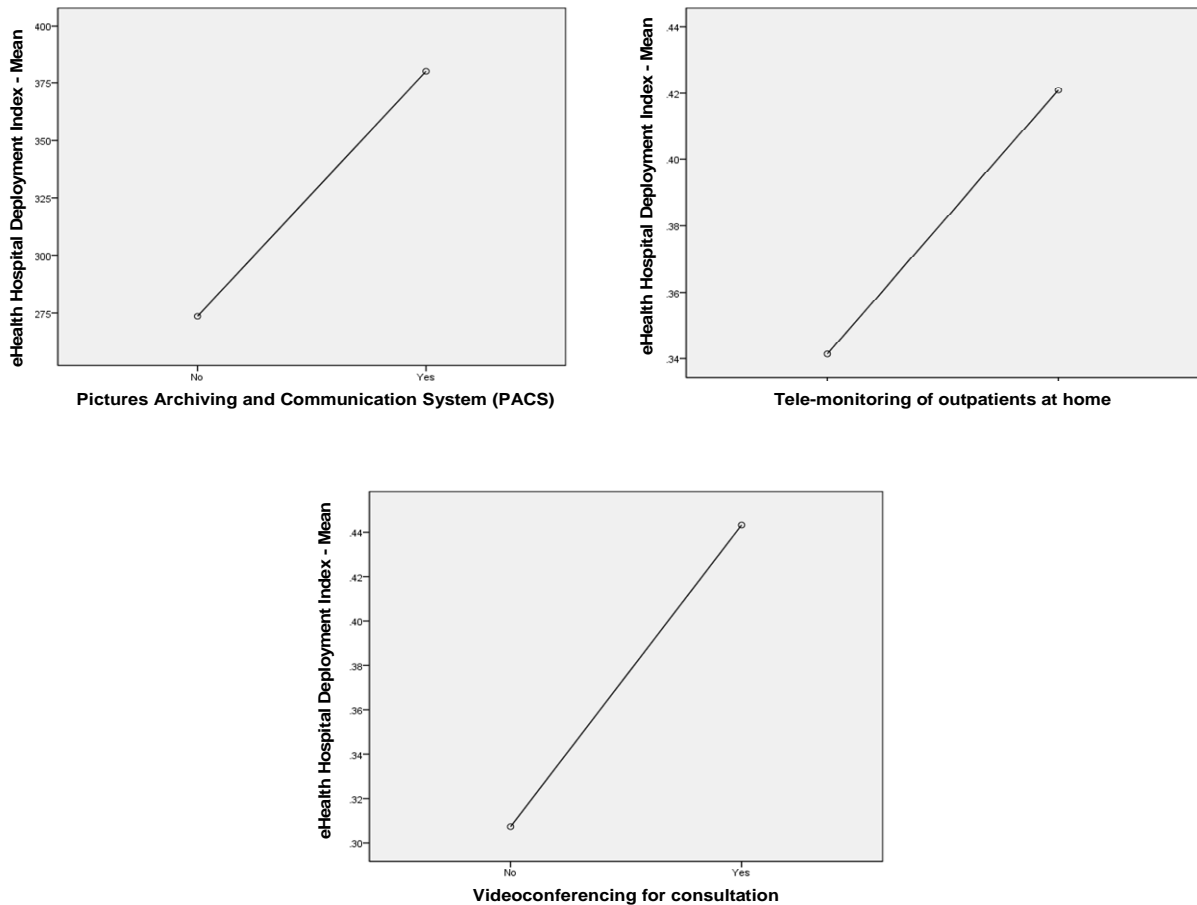 eHealth Hospital Deployment Index - Mean
400
375
350
325
300
275
No Yes
Pictures Archiving and Communication System (PACS)
eHealth Hospital Deployment Index - Mean
.44
.42
.40
.38
.36
.34
Tele-monitoring of outpatients at home
eHealth Hospital Deployment Index - Mean
.44
.42
.40
.38
.36
.34
.32
.30
No Yes
Videoconferencing for consultation